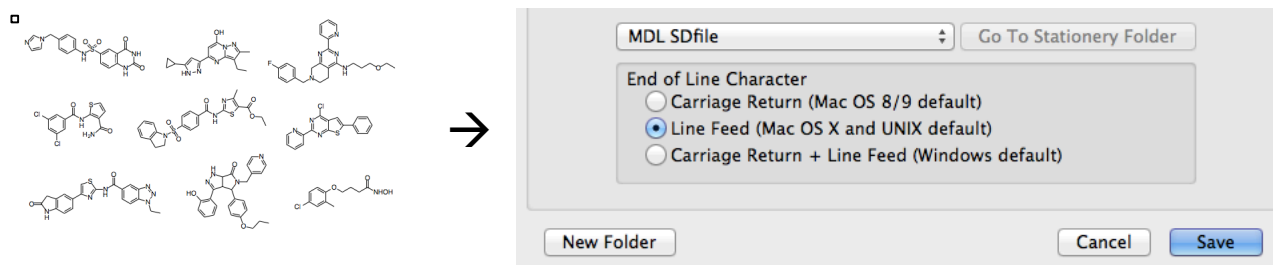 MDL SDfile
Go To Stationery Folder
End of Line Character
Carriage Return (Mac OS 8/9 default)
Line Feed (Mac OS X and UNIX default)
Carriage Return + Line Feed (Windows default)
New Folder
Cancel
Save